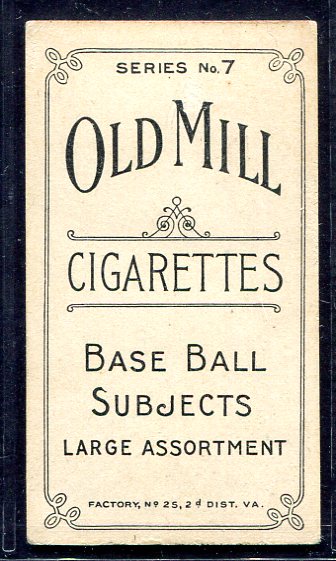 SERIES No. 7
OLD MILL
CIGARETTES
BASE BALL
SUBJECTS
LARGE ASSORTMENT
FACTORY, Nº 25, 2d DIST. VA.